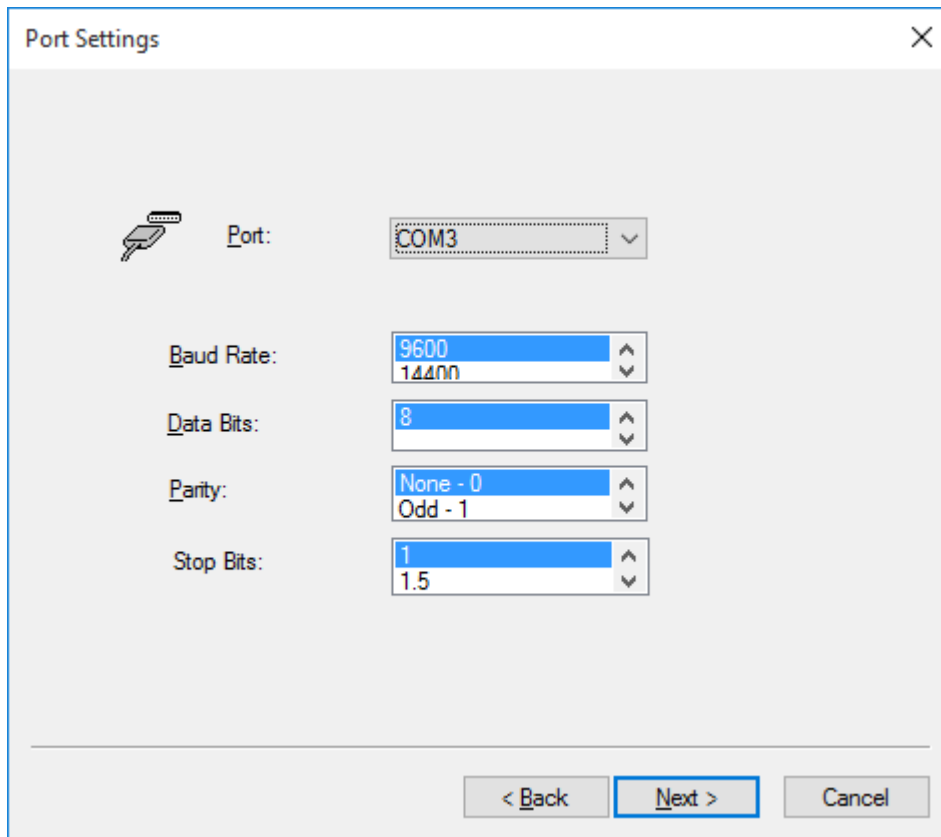 Port Settings
Port: COM3
Baud Rate: 9600
14400
Data Bits: 8
Parity: None - 0
Odd - 1
Stop Bits: 1
1.5
< Back Next > Cancel